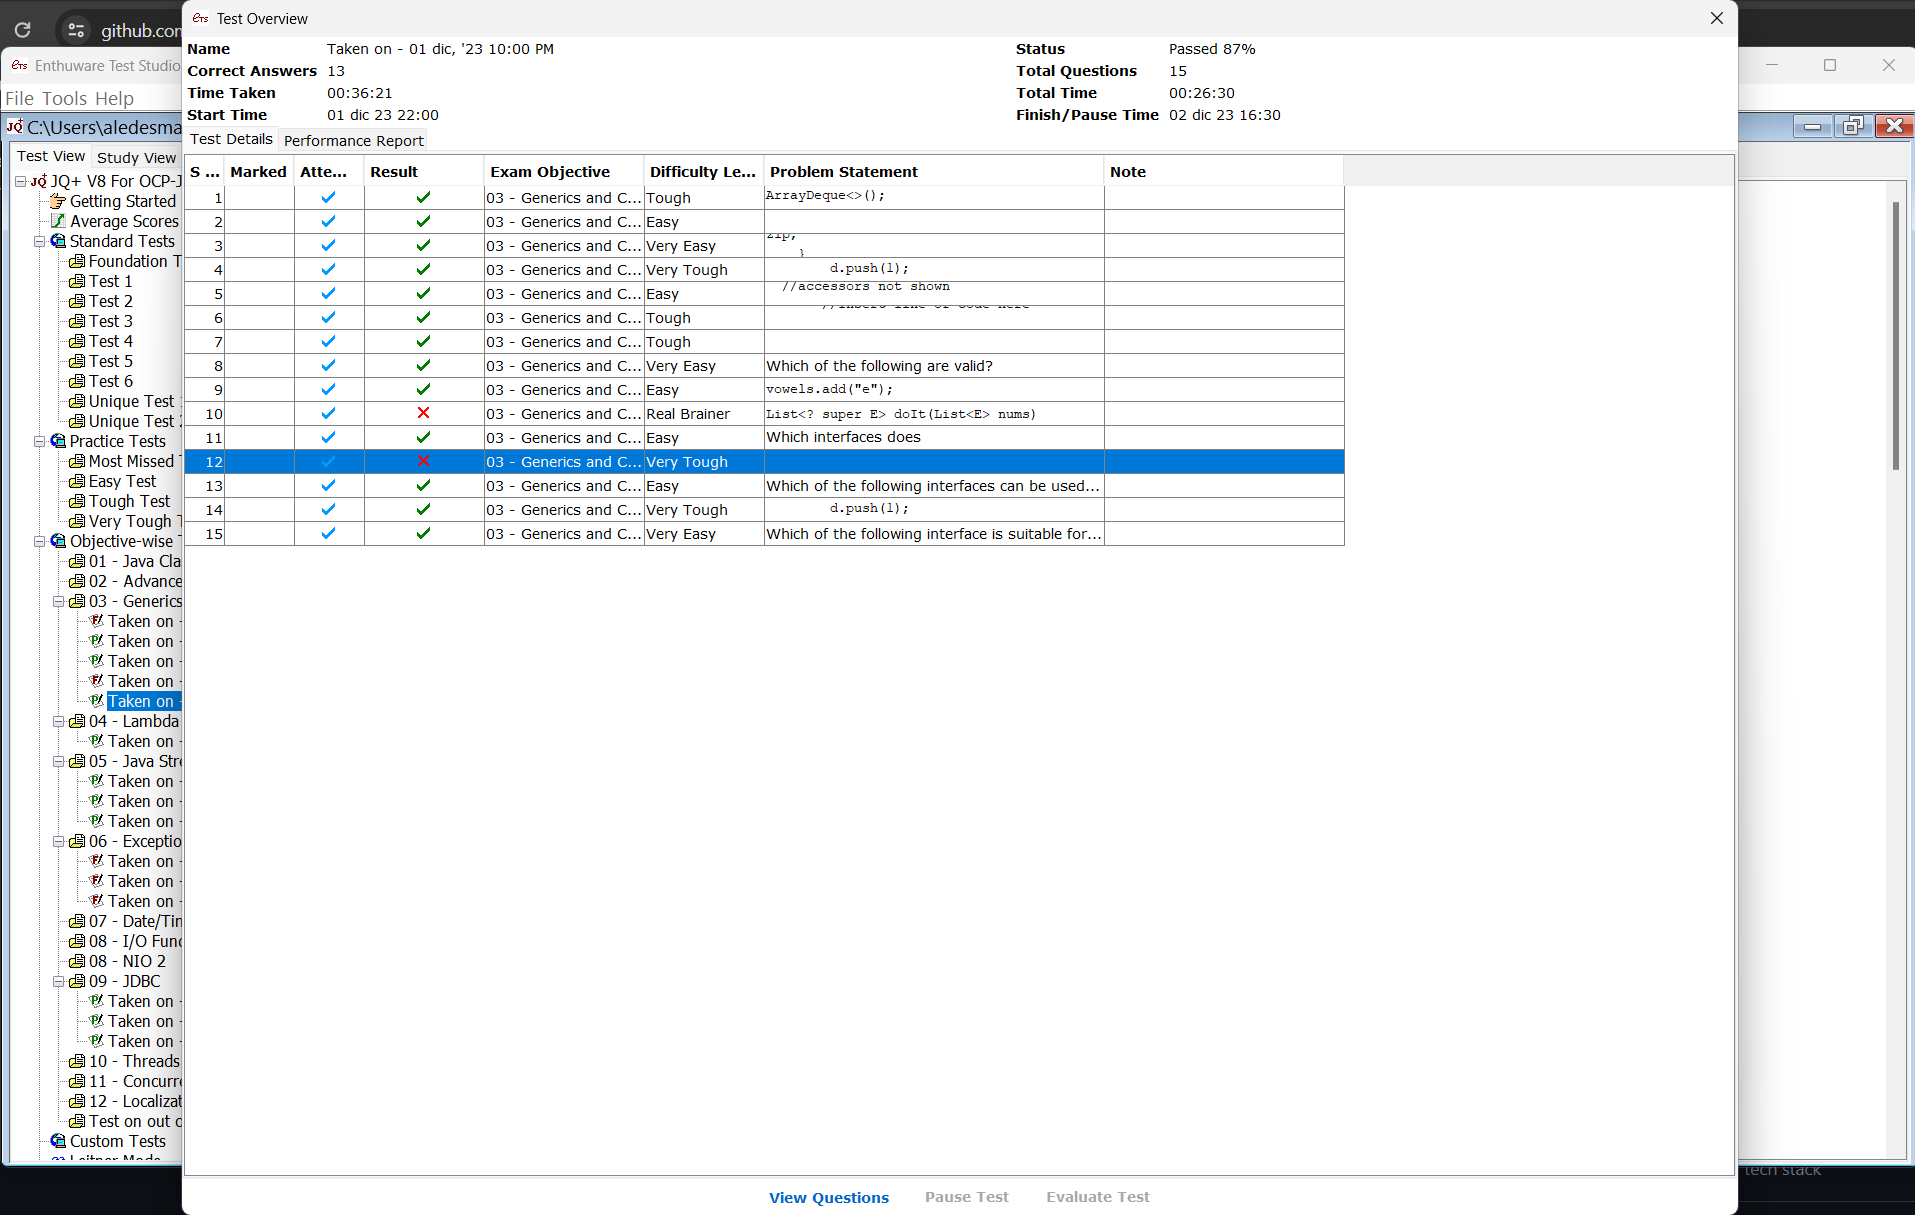 github.com
Enthuware Test Studio
File Tools Help
C:\Users\aledesma
Test View Study View
JQ+ V8 For OCP-J
Getting Started
Average Scores
Standard Tests
Foundation T
Test 1
Test 2
Test 3
Test 4
Test 5
Test 6
Unique Test
Unique Test 2
Practice Tests
Most Missed
Easy Test
Tough Test
Very Tough T
Objective-wise
01 - Java Cla
02 - Advance
03 - Generics
Taken on -
Taken on -
Taken on -
Taken on -
Taken on -
04 - Lambda
Taken on -
05 - Java Stre
Taken on -
Taken on -
Taken on -
06 - Exceptio
Taken on -
Taken on -
Taken on -
07 - Date/Tim
08 - I/O Fund
08 - NIO 2
09 - JDBC
Taken on -
Taken on -
Taken on -
10 - Threads
11 - Concurre
12 - Localizat
Test on out o
Custom Tests
Leitner Mode
ETS Test Overview
Name Taken on - 01 dic, '23 10:00 PM Status Passed 87%
Correct Answers 13 Total Questions 15
Time Taken 00:36:21 Total Time 00:26:30
Start Time 01 dic 23 22:00 Finish/Pause Time 02 dic 23 16:30
Test Details Performance Report
S ... Marked Atte... Result Exam Objective Difficulty Le... Problem Statement Note
1 03 - Generics and C... Tough ArrayDeque<>();
2 03 - Generics and C... Easy
3 03 - Generics and C... Very Easy zip, }
4 03 - Generics and C... Very Tough d.push(1);
5 03 - Generics and C... Easy //accessors not shown
6 03 - Generics and C... Tough //insert line of code here
7 03 - Generics and C... Tough
8 03 - Generics and C... Very Easy Which of the following are valid?
9 03 - Generics and C... Easy vowels.add("e");
10 03 - Generics and C... Real Brainer List<? super E> doIt(List<E> nums)
11 03 - Generics and C... Easy Which interfaces does
12 03 - Generics and C... Very Tough
13 03 - Generics and C... Easy Which of the following interfaces can be used...
14 03 - Generics and C... Very Tough d.push(1);
15 03 - Generics and C... Very Easy Which of the following interface is suitable for...
View Questions Pause Test Evaluate Test
tech stack